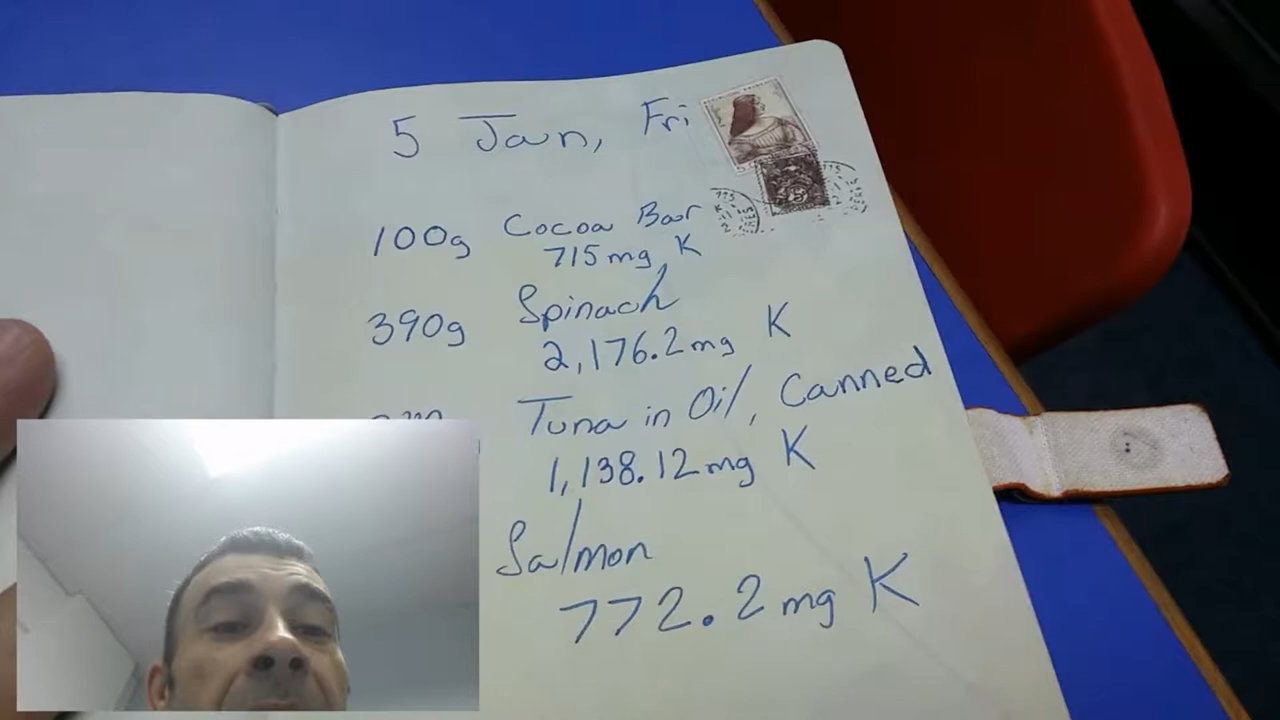 5 Jan, Fri
100g Cocoa Bar
715mg K
390g Spinach
2,176.2mg K
Tuna in Oil, Canned
1,138.12mg K
Salmon
772.2mg K